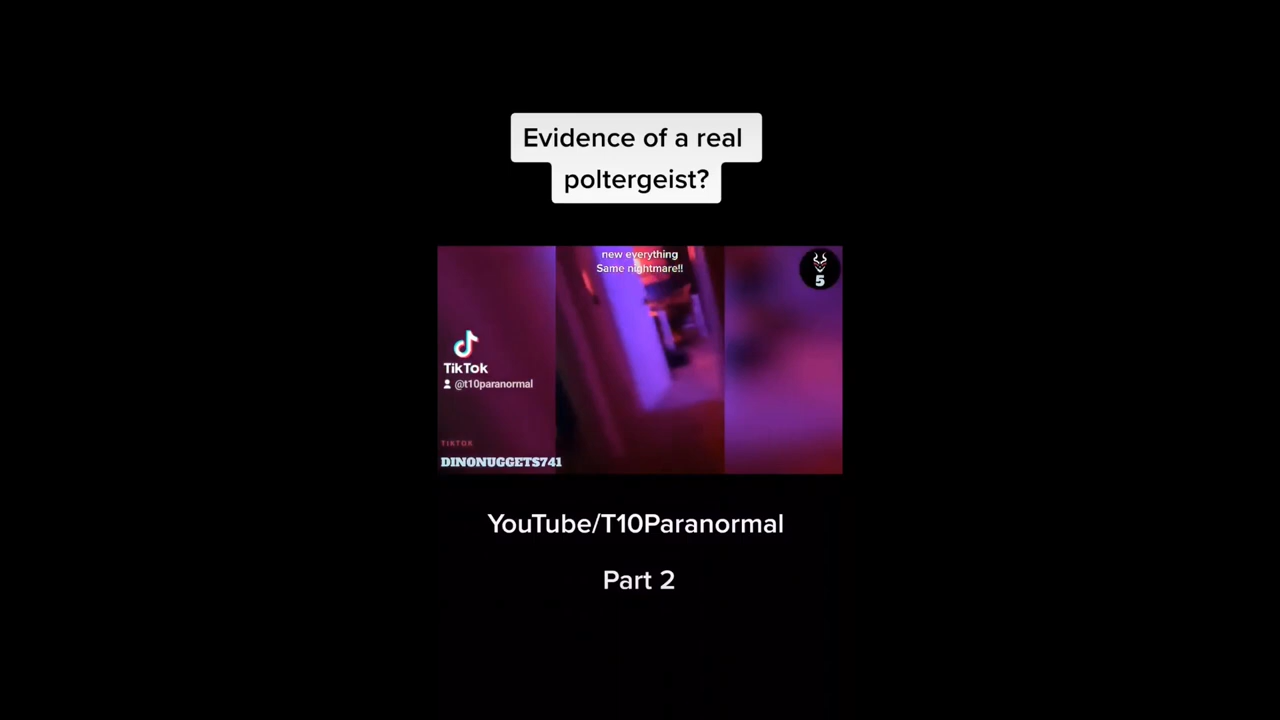 Evidence of a real
poltergeist?
new everything
Same nightmare!!
5
TikTok
@t10paranormal
TIKTOK
DINONUGGETS741
YouTube/T10Paranormal
Part 2